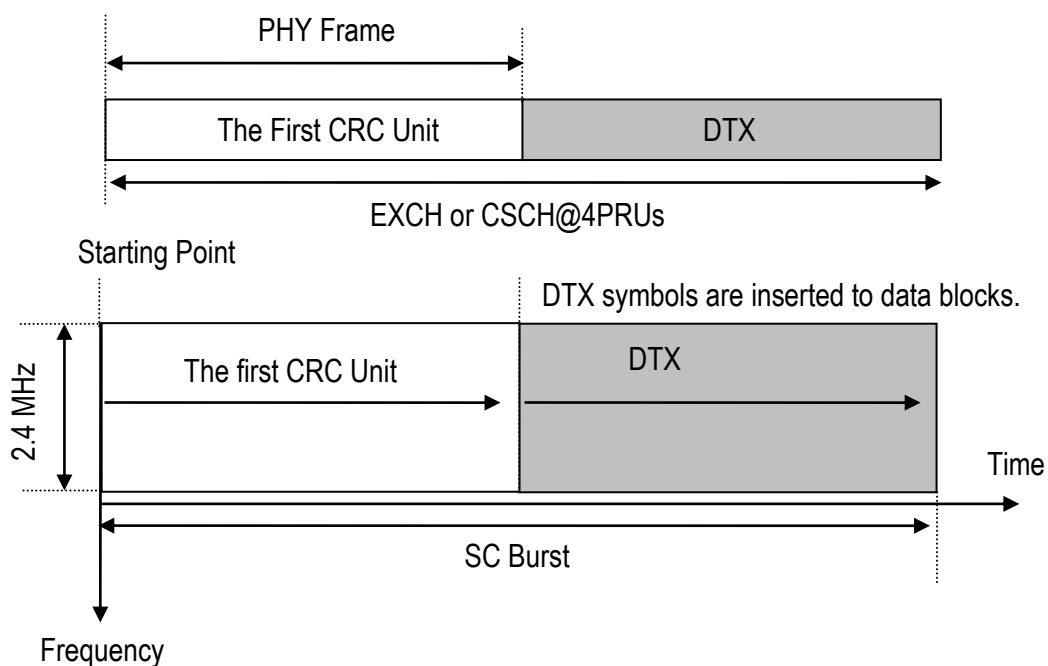 PHY Frame
The First CRC Unit
DTX
EXCH or CSCH@4PRUs
Starting Point
DTX symbols are inserted to data blocks.
The first CRC Unit
DTX
2.4 MHz
Time
SC Burst
Frequency